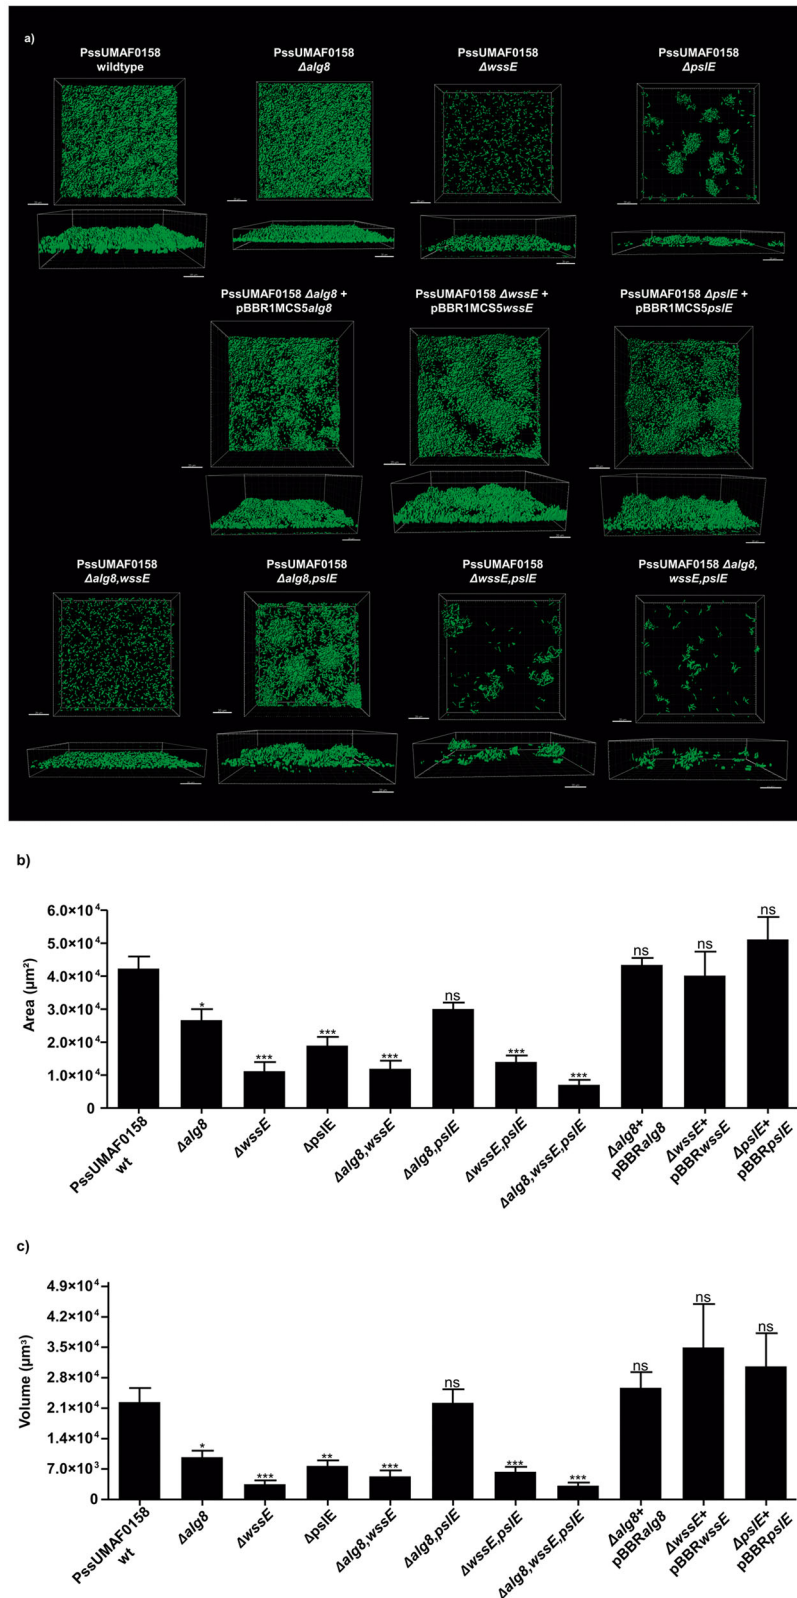 a)
PssUMAF0158
wildtype
PssUMAF0158
Δalg8
PssUMAF0158
ΔwssE
PssUMAF0158
ΔpslE
PssUMAF0158 Δalg8 +
pBBR1MCS5alg8
PssUMAF0158 ΔwssE +
pBBR1MCS5wssE
PssUMAF0158 ΔpslE +
pBBR1MCS5pslE
PssUMAF0158
Δalg8,wssE
PssUMAF0158
Δalg8,pslE
PssUMAF0158
ΔwssE,pslE
PssUMAF0158 Δalg8,
wssE,pslE
b)
Area (µm²)
6.0×10⁴
5.0×10⁴
4.0×10⁴
3.0×10⁴
2.0×10⁴
1.0×10⁴
0
*
***
***
***
ns
***
***
ns
ns
ns
PssUMAF0158
wt
Δalg8
ΔwssE
ΔpslE
Δalg8,wssE
Δalg8,pslE
ΔwssE,pslE
Δalg8,wssE,pslE
Δalg8+
pBBRalg8
ΔwssE+
pBBRwssE
ΔpslE+
pBBRpslE
c)
Volume (µm³)
4.9×10⁴
4.2×10⁴
3.5×10⁴
2.8×10⁴
2.1×10⁴
1.4×10⁴
7.0×10³
0
*
***
**
***
ns
***
***
ns
ns
ns
PssUMAF0158
wt
Δalg8
ΔwssE
ΔpslE
Δalg8,wssE
Δalg8,pslE
ΔwssE,pslE
Δalg8,wssE,pslE
Δalg8+
pBBRalg8
ΔwssE+
pBBRwssE
ΔpslE+
pBBRpslE